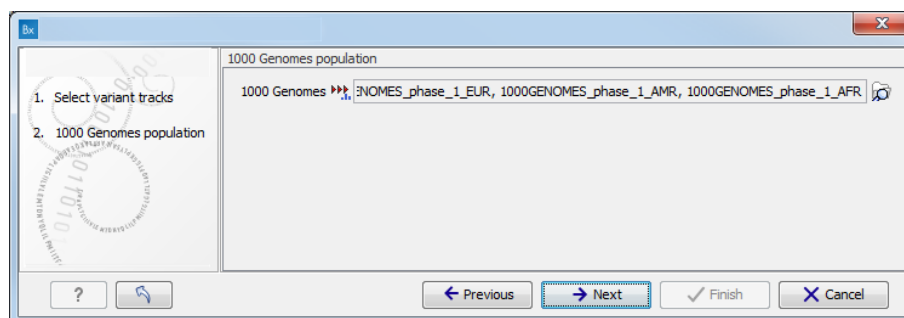 Bx
1000 Genomes population
1. Select variant tracks
2. 1000 Genomes population
1000 Genomes
ENOMES_phase_1_EUR, 1000GENOMES_phase_1_AMR, 1000GENOMES_phase_1_AFR
?
Previous
Next
Finish
Cancel